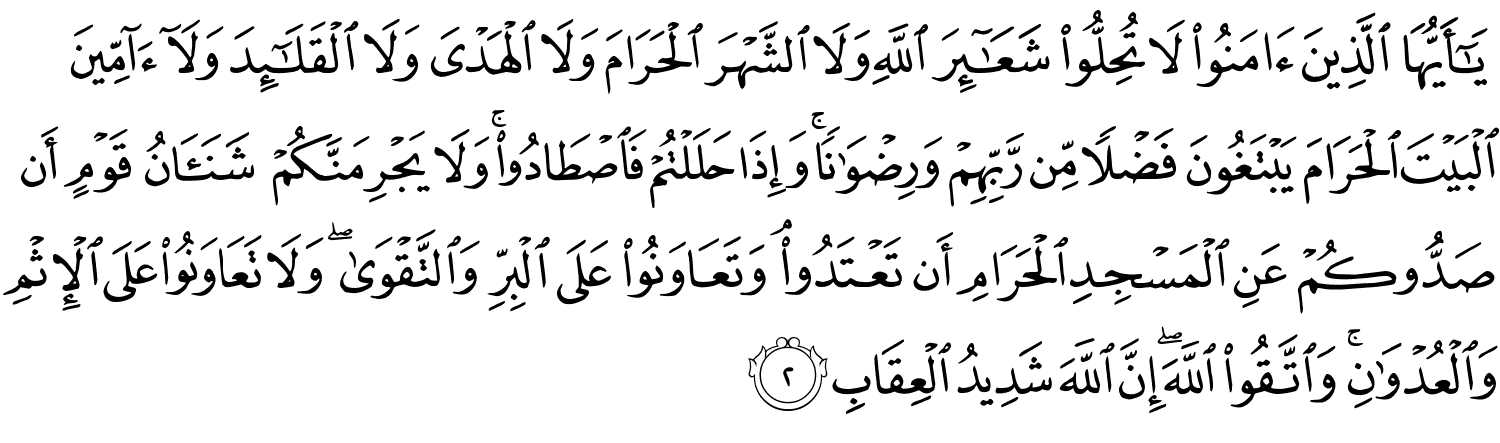 يَٰٓأَيُّهَا ٱلَّذِينَ ءَامَنُوا۟ لَا تُحِلُّوا۟ شَعَٰٓئِرَ ٱللَّهِ وَلَا ٱلشَّهْرَ ٱلْحَرَامَ وَلَا ٱلْهَدْىَ وَلَا ٱلْقَلَٰٓئِدَ وَلَآ ءَآمِّينَ
ٱلْبَيْتَ ٱلْحَرَامَ يَبْتَغُونَ فَضْلًا مِّن رَّبِّهِمْ وَرِضْوَٰنًا ۚ وَإِذَا حَلَلْتُمْ فَٱصْطَادُوا۟ ۚ وَلَا يَجْرِمَنَّكُمْ شَنَـَٔانُ قَوْمٍ أَن
صَدُّوكُمْ عَنِ ٱلْمَسْجِدِ ٱلْحَرَامِ أَن تَعْتَدُوا۟ ۘ وَتَعَاوَنُوا۟ عَلَى ٱلْبِرِّ وَٱلتَّقْوَىٰ ۖ وَلَا تَعَاوَنُوا۟ عَلَى ٱلْإِثْمِ
وَٱلْعُدْوَٰنِ ۚ وَٱتَّقُوا۟ ٱللَّهَ ۖ إِنَّ ٱللَّهَ شَدِيدُ ٱلْعِقَابِ ٢